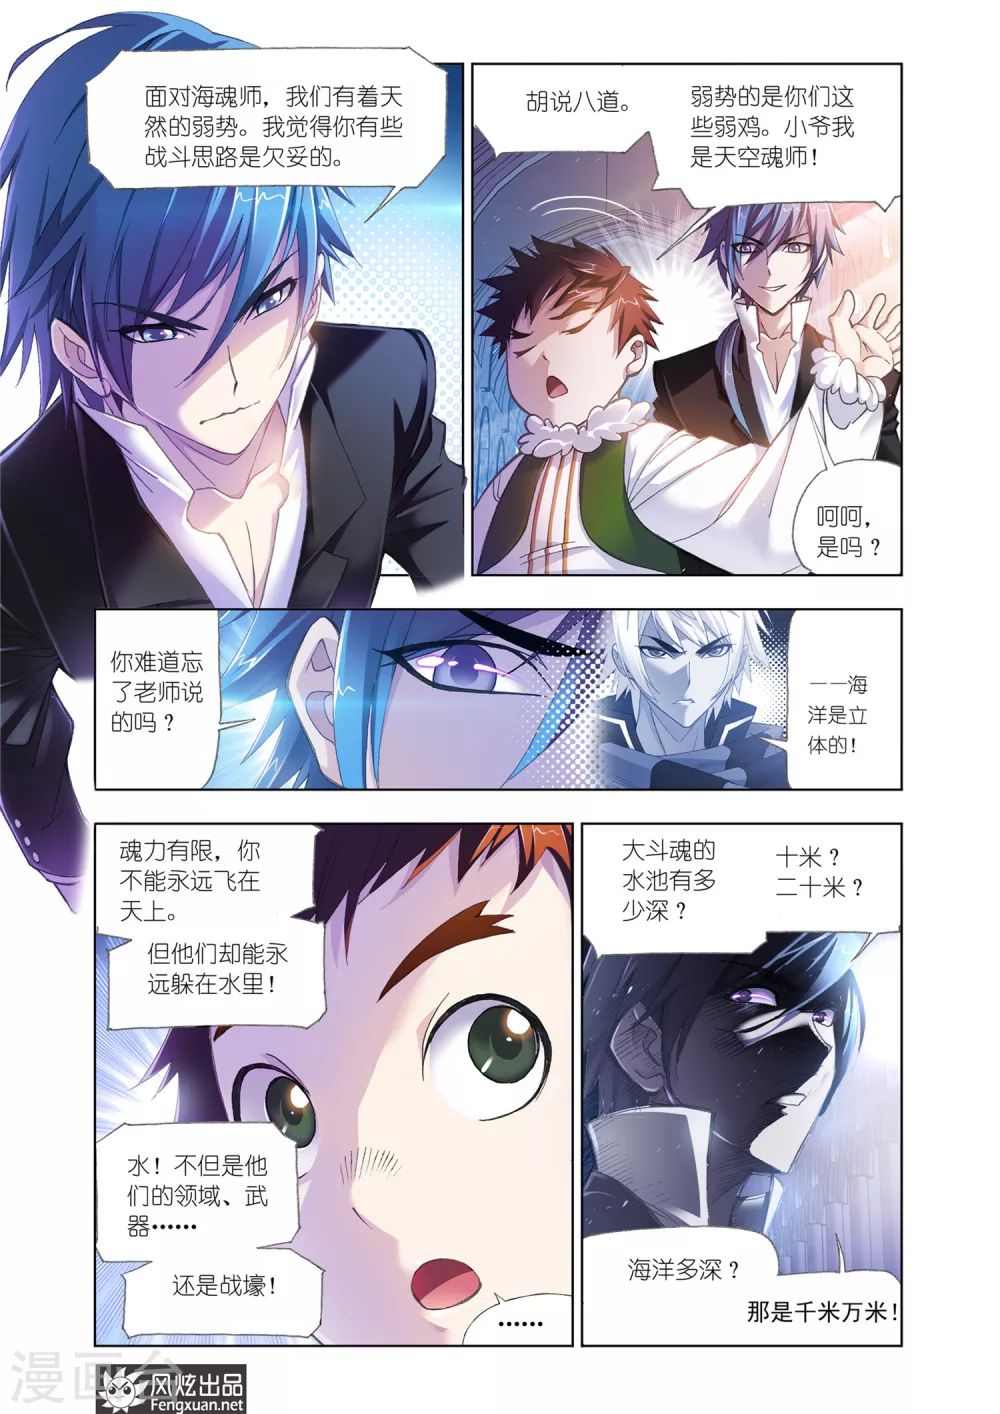 面对海魂师，我们有着天
然的弱势。我觉得你有些
战斗思路是欠妥的。
胡说八道。
弱势的是你们这
些弱鸡。小爷我
是天空魂师！
呵呵，
是吗？
你难道忘
了老师说
的吗？
——海
洋是立
体的！
魂力有限，你
不能永远飞在
天上。
但他们却能永
远躲在水里！
水！不但是他
们的领域、武
器……
还是战壕！
……
大斗魂的
水池有多
少深？
十米？
二十米？
海洋多深？
那是千米万米！
漫画台
风炫出品
Fengxuan.net